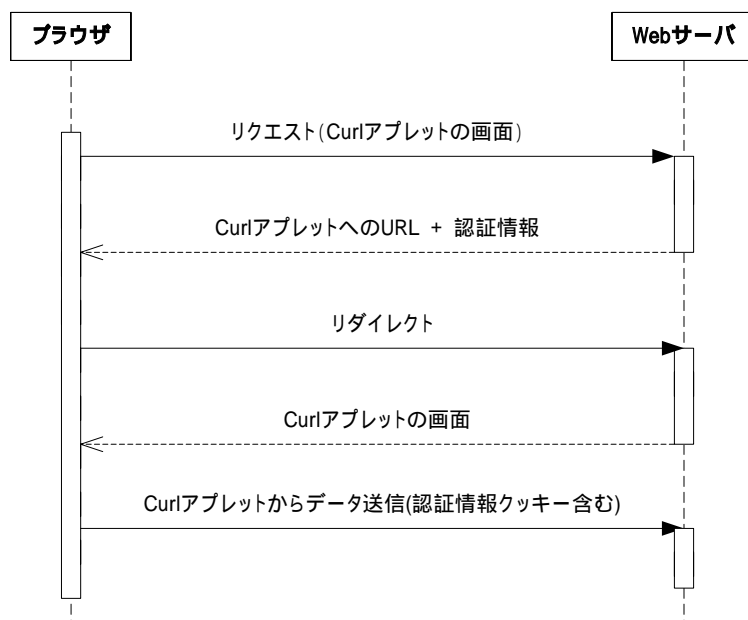 ブラウザ
Webサーバ
リクエスト(Curlアプレットの画面)
CurlアプレットへのURL + 認証情報
リダイレクト
Curlアプレットの画面
Curlアプレットからデータ送信(認証情報クッキー含む)